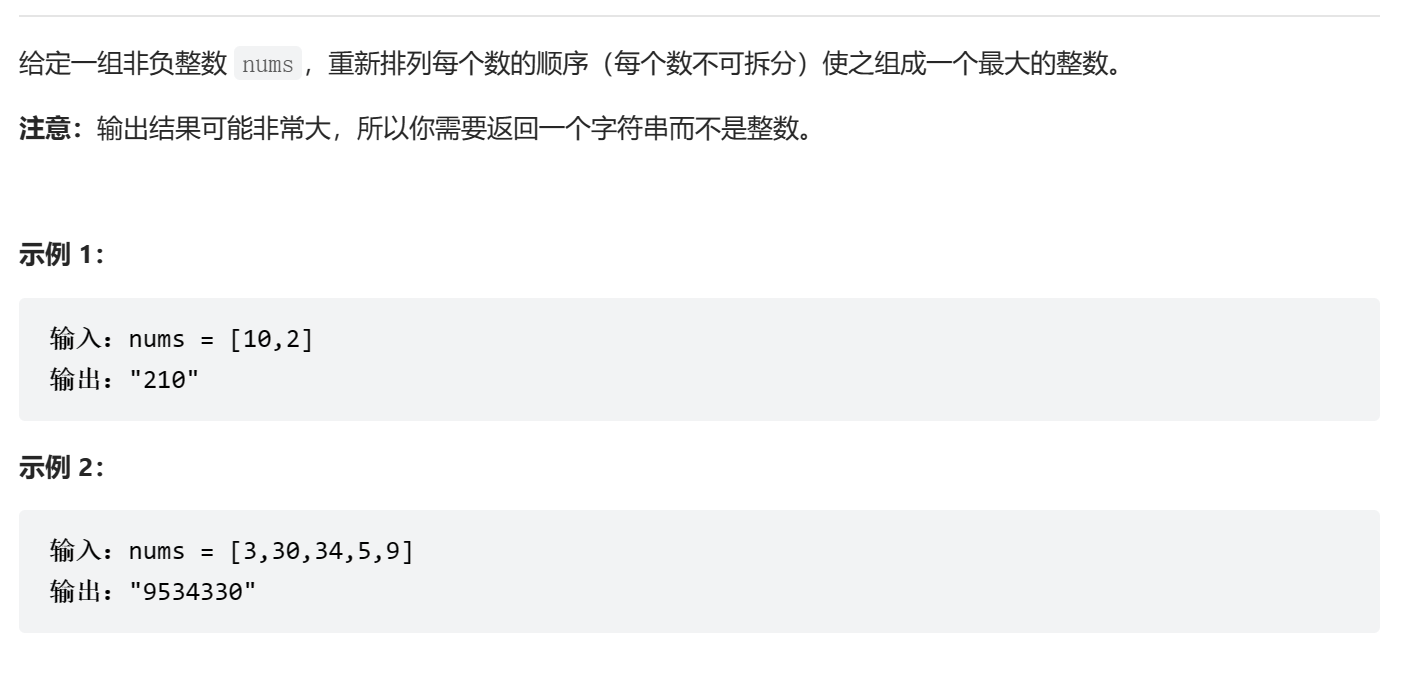 给定一组非负整数 nums，重新排列每个数的顺序（每个数不可拆分）使之组成一个最大的整数。
注意：输出结果可能非常大，所以你需要返回一个字符串而不是整数。
示例 1：
输入：nums = [10,2]
输出："210"
示例 2：
输入：nums = [3,30,34,5,9]
输出："9534330"